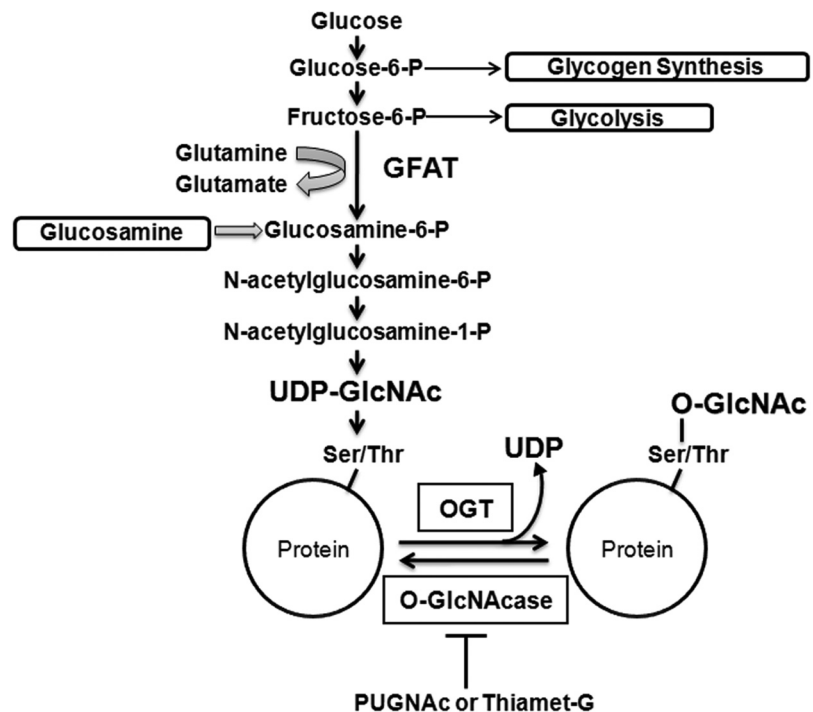 Glucose
Glucose-6-P
Glycogen Synthesis
Fructose-6-P
Glycolysis
Glutamine
GFAT
Glutamate
Glucosamine
Glucosamine-6-P
N-acetylglucosamine-6-P
N-acetylglucosamine-1-P
UDP-GlcNAc
O-GlcNAc
Ser/Thr
UDP
Ser/Thr
OGT
Protein
Protein
O-GlcNAcase
PUGNAc or Thiamet-G